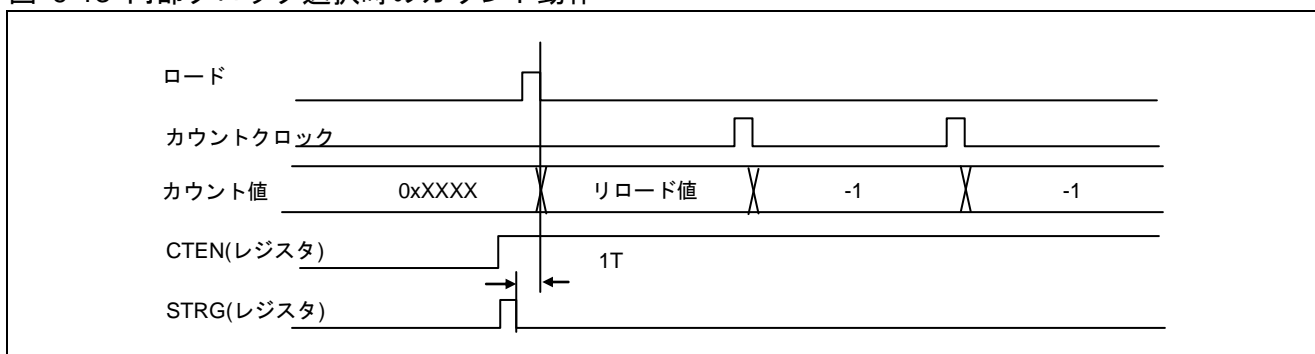 ロード
カウントクロック
カウント値 0xXXXX リロード値 -1 -1
CTEN(レジスタ)
1T
STRG(レジスタ)